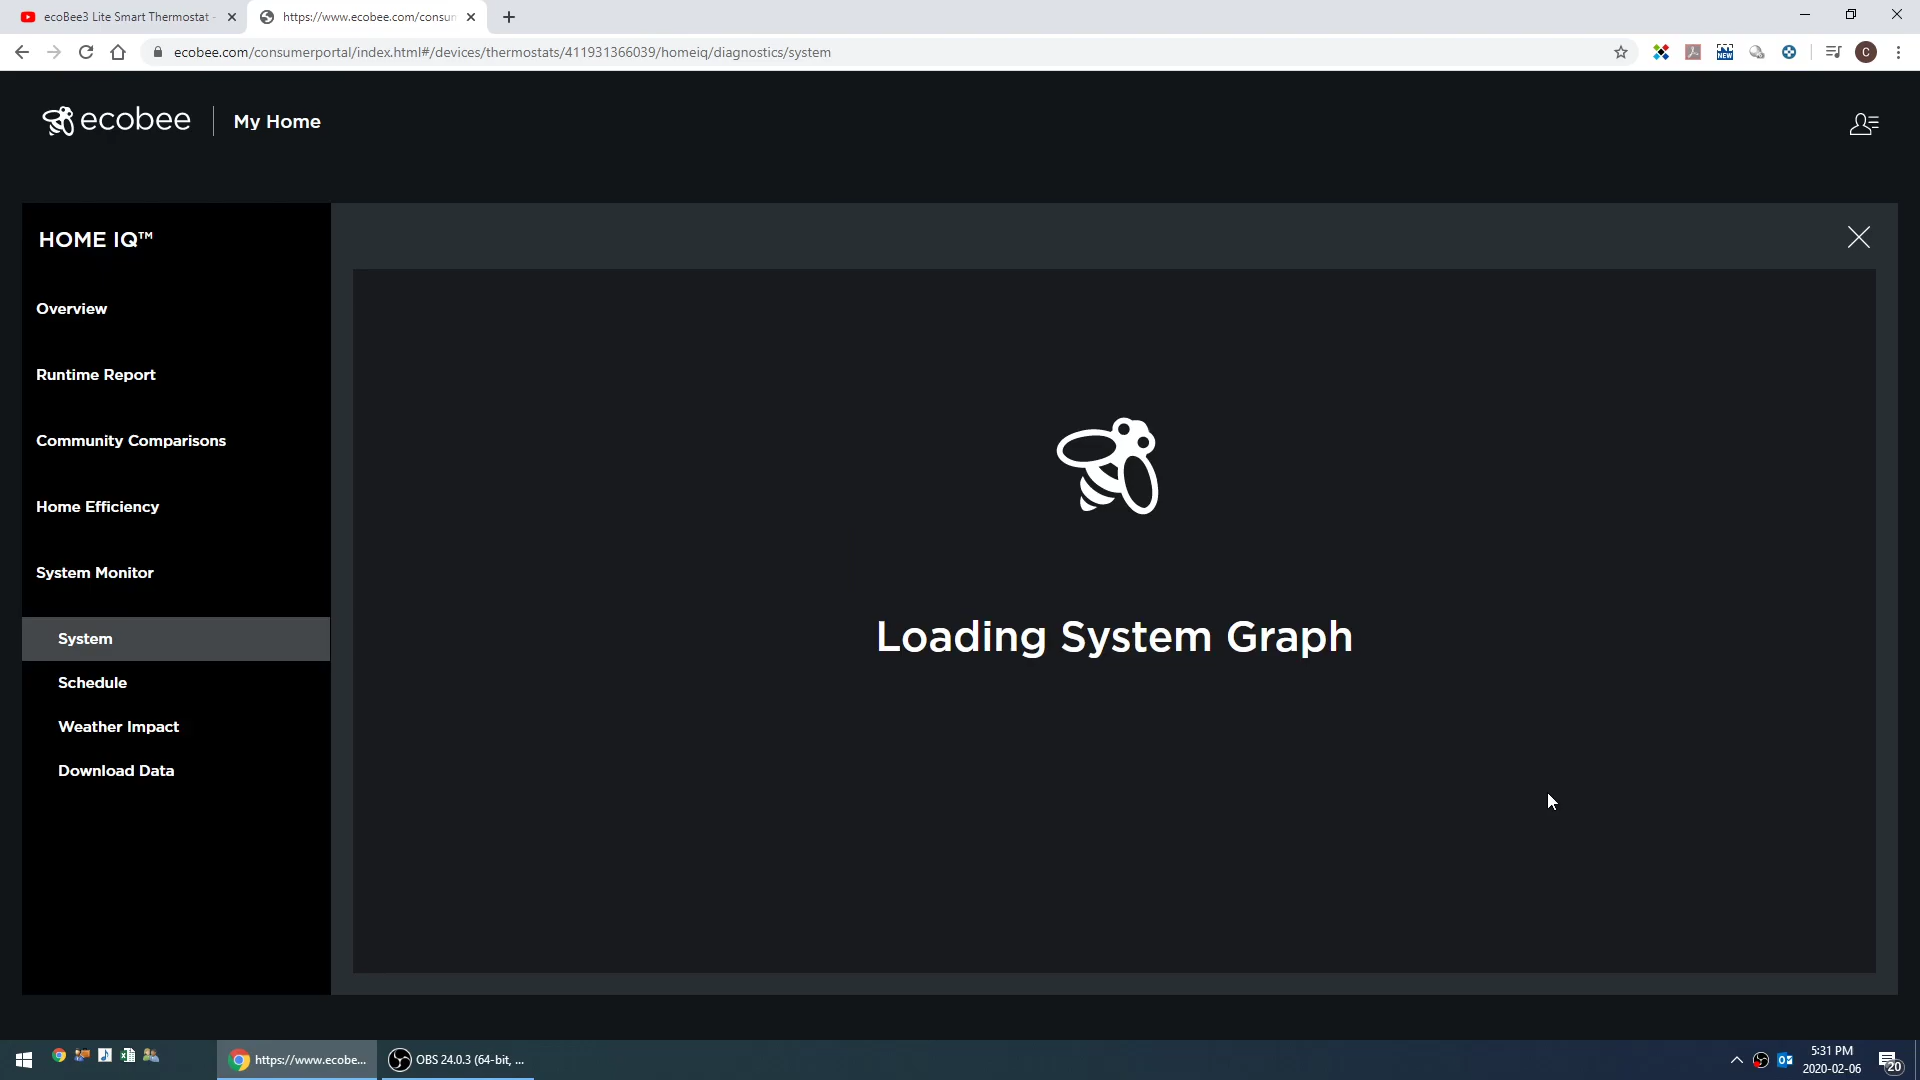 ecoBee3 Lite Smart Thermostat -
https://www.ecobee.com/consun
ecobee.com/consumerportal/index.html#/devices/thermostats/411931366039/homeiq/diagnostics/system
NEW
C
ecobee
My Home
HOME IQ™
Overview
Runtime Report
Community Comparisons
Home Efficiency
System Monitor
System
Schedule
Weather Impact
Download Data
Loading System Graph
https://www.ecobe...
OBS 24.0.3 (64-bit, ...
5:31 PM
2020-02-06
20